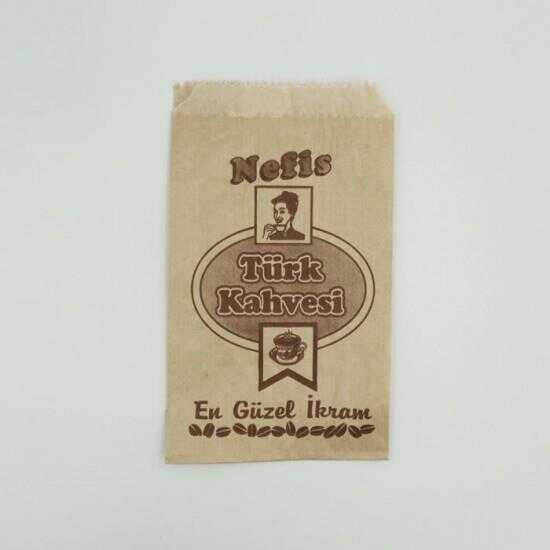 Nefis
Türk
Kahvesi
En Güzel İkram